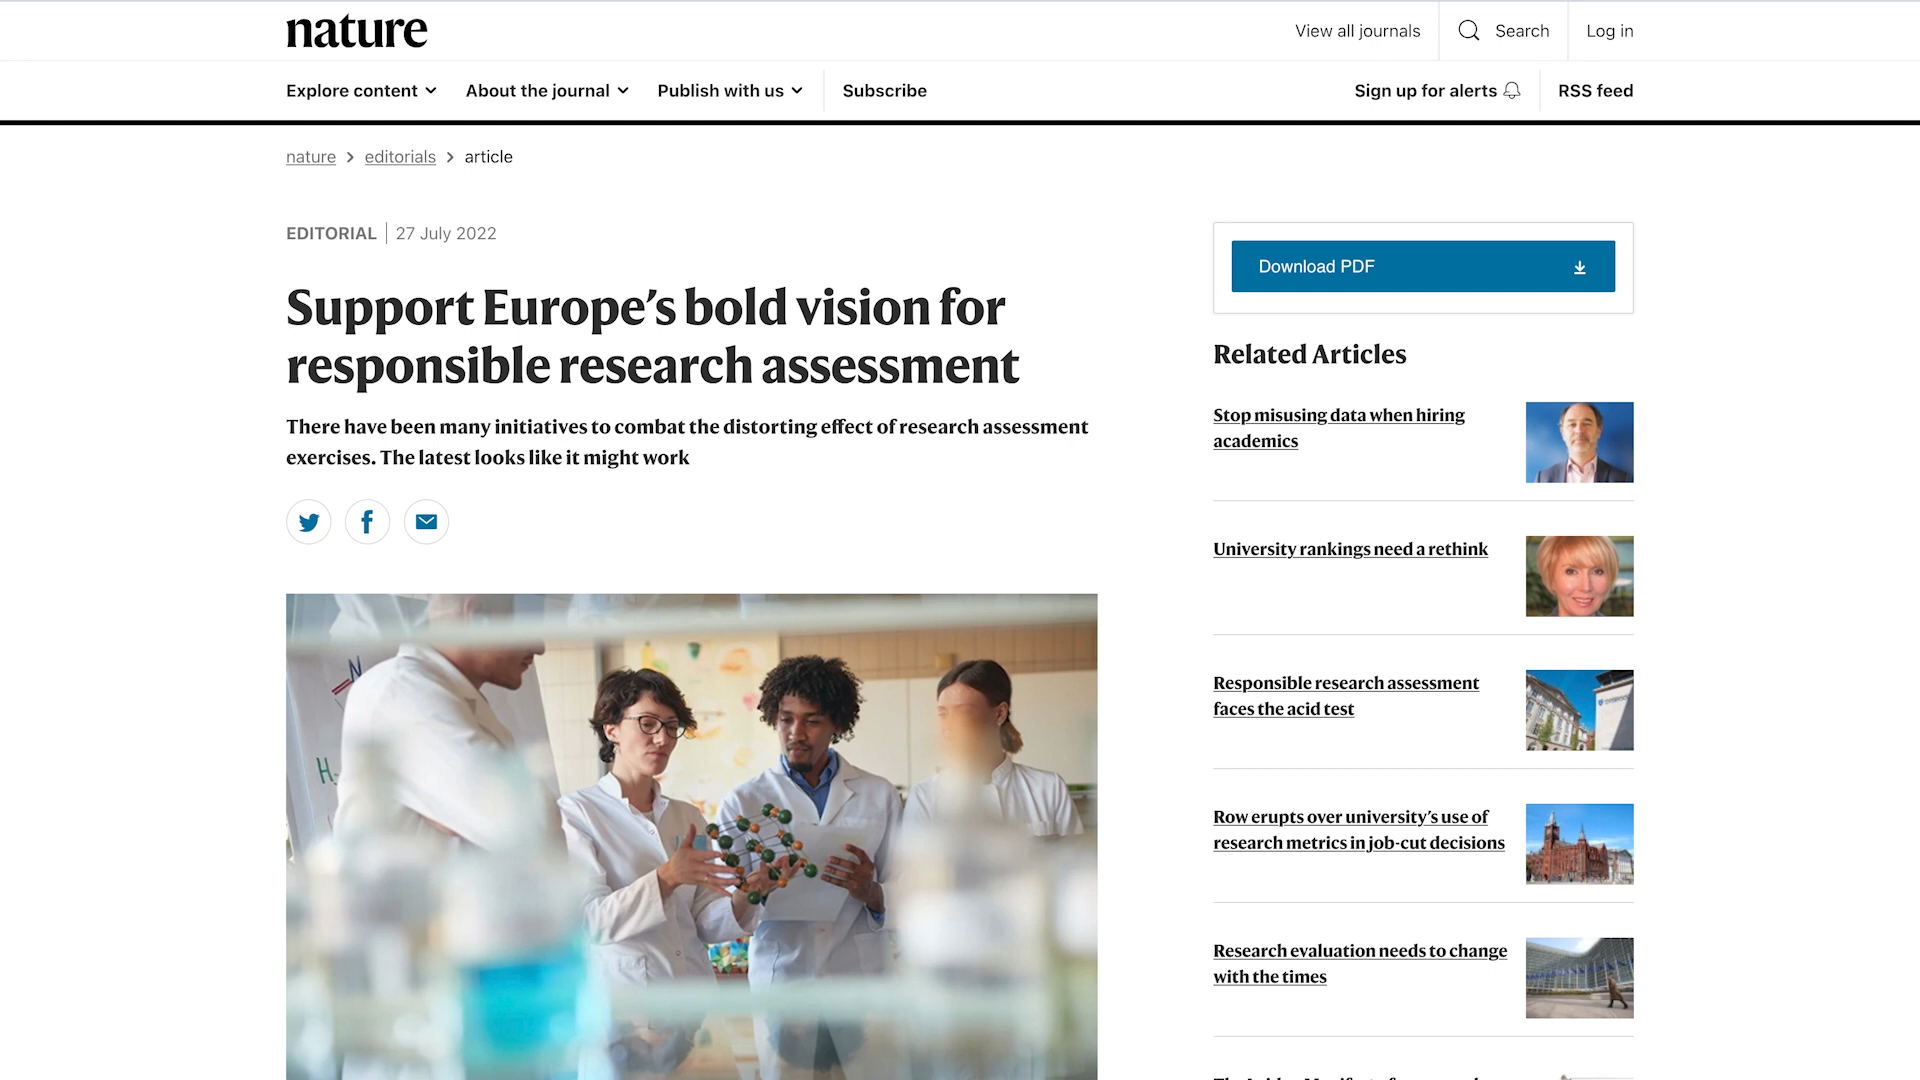 nature
View all journals
Search
Log in
Explore content
About the journal
Publish with us
Subscribe
Sign up for alerts
RSS feed
nature > editorials > article
EDITORIAL | 27 July 2022
Support Europe’s bold vision for
responsible research assessment
There have been many initiatives to combat the distorting effect of research assessment
exercises. The latest looks like it might work
Download PDF
Related Articles
Stop misusing data when hiring
academics
University rankings need a rethink
Responsible research assessment
faces the acid test
Row erupts over university’s use of
research metrics in job-cut decisions
Research evaluation needs to change
with the times